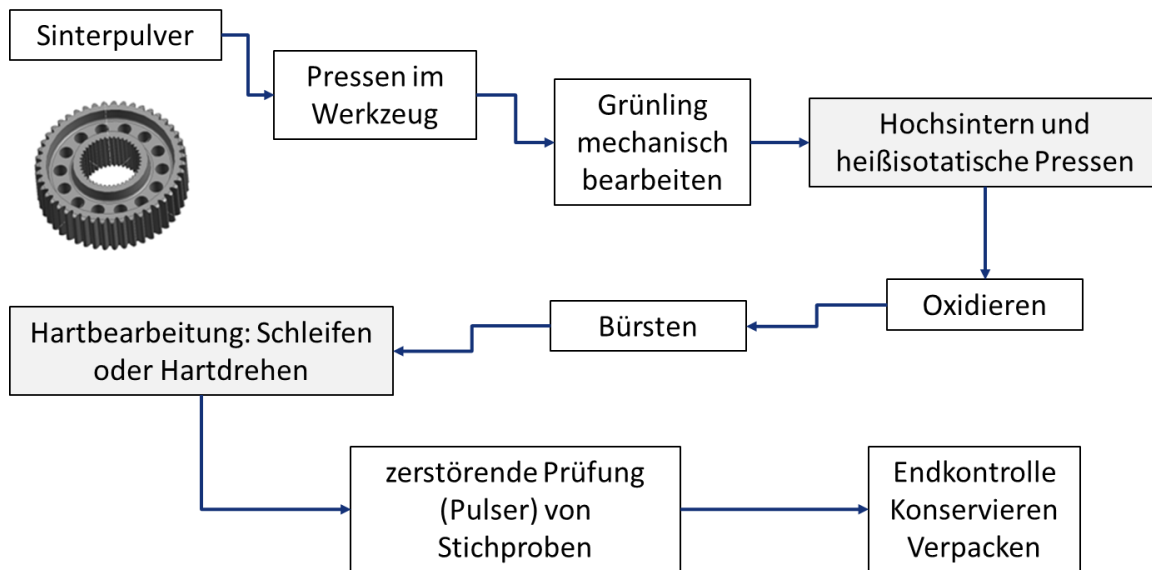 Sinterpulver
Pressen im
Werkzeug
Grünling
mechanisch
bearbeiten
Hochsintern und
heißisotatische Pressen
Oxidieren
Bürsten
Hartbearbeitung: Schleifen
oder Hartdrehen
zerstörende Prüfung
(Pulser) von
Stichproben
Endkontrolle
Konservieren
Verpacken